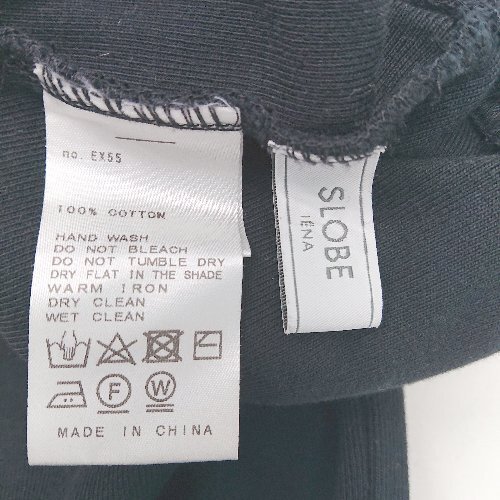 no. EX55
100% COTTON
HAND WASH
DO NOT BLEACH
DO NOT TUMBLE DRY
DRY FLAT IN THE SHADE
WARM IRON
DRY CLEAN
WET CLEAN
F
W
MADE IN CHINA
SLOBE
IÉNA